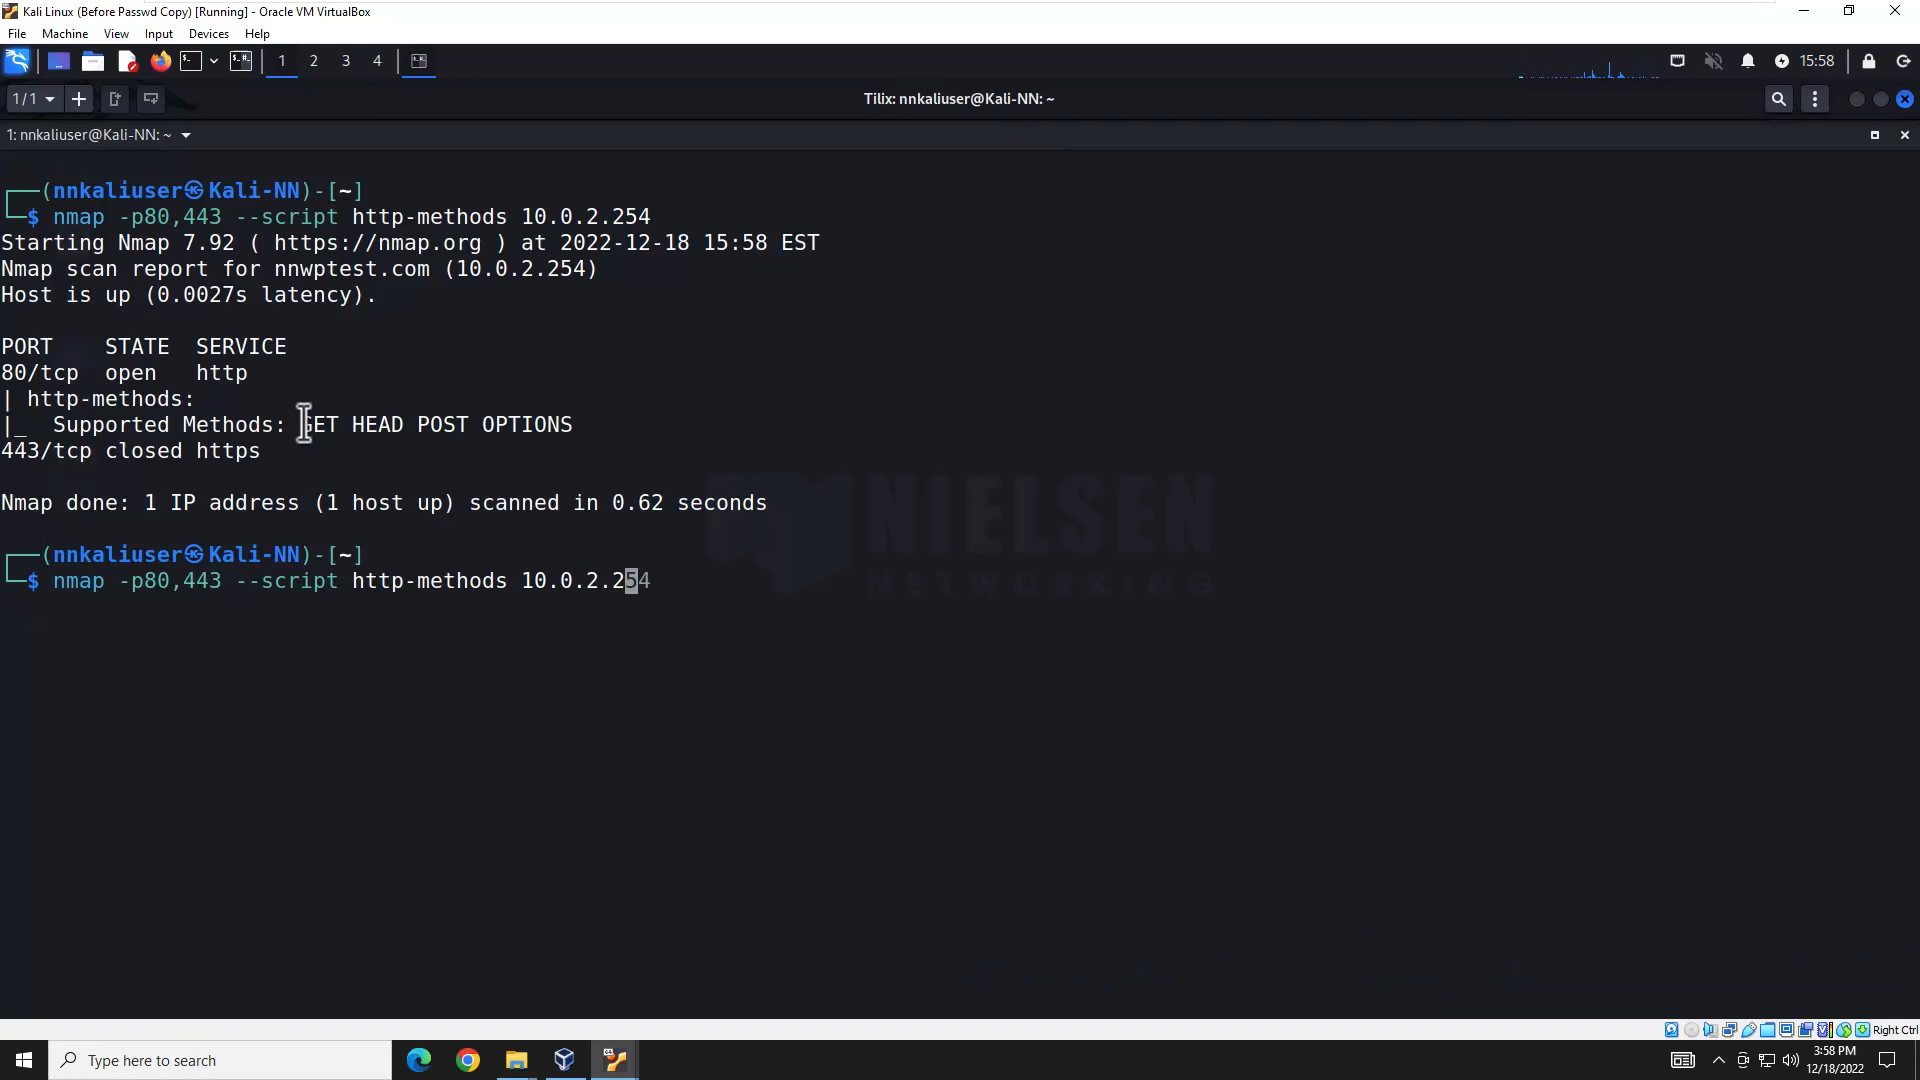 Kali Linux (Before Passwd Copy) [Running] - Oracle VM VirtualBox
File Machine View Input Devices Help
1 2 3 4 15:58
1/1 Tilix: nnkaliuser@Kali-NN: ~
1: nnkaliuser@Kali-NN: ~
(nnkaliuser㉿Kali-NN)-[~]
$ nmap -p80,443 --script http-methods 10.0.2.254
Starting Nmap 7.92 ( https://nmap.org ) at 2022-12-18 15:58 EST
Nmap scan report for nnwptest.com (10.0.2.254)
Host is up (0.0027s latency).
PORT    STATE  SERVICE
80/tcp  open   http
| http-methods:
|_  Supported Methods: GET HEAD POST OPTIONS
443/tcp closed https
Nmap done: 1 IP address (1 host up) scanned in 0.62 seconds
NIELSEN
NETWORKING
(nnkaliuser㉿Kali-NN)-[~]
$ nmap -p80,443 --script http-methods 10.0.2.254
Right Ctrl
Type here to search
3:58 PM
12/18/2022